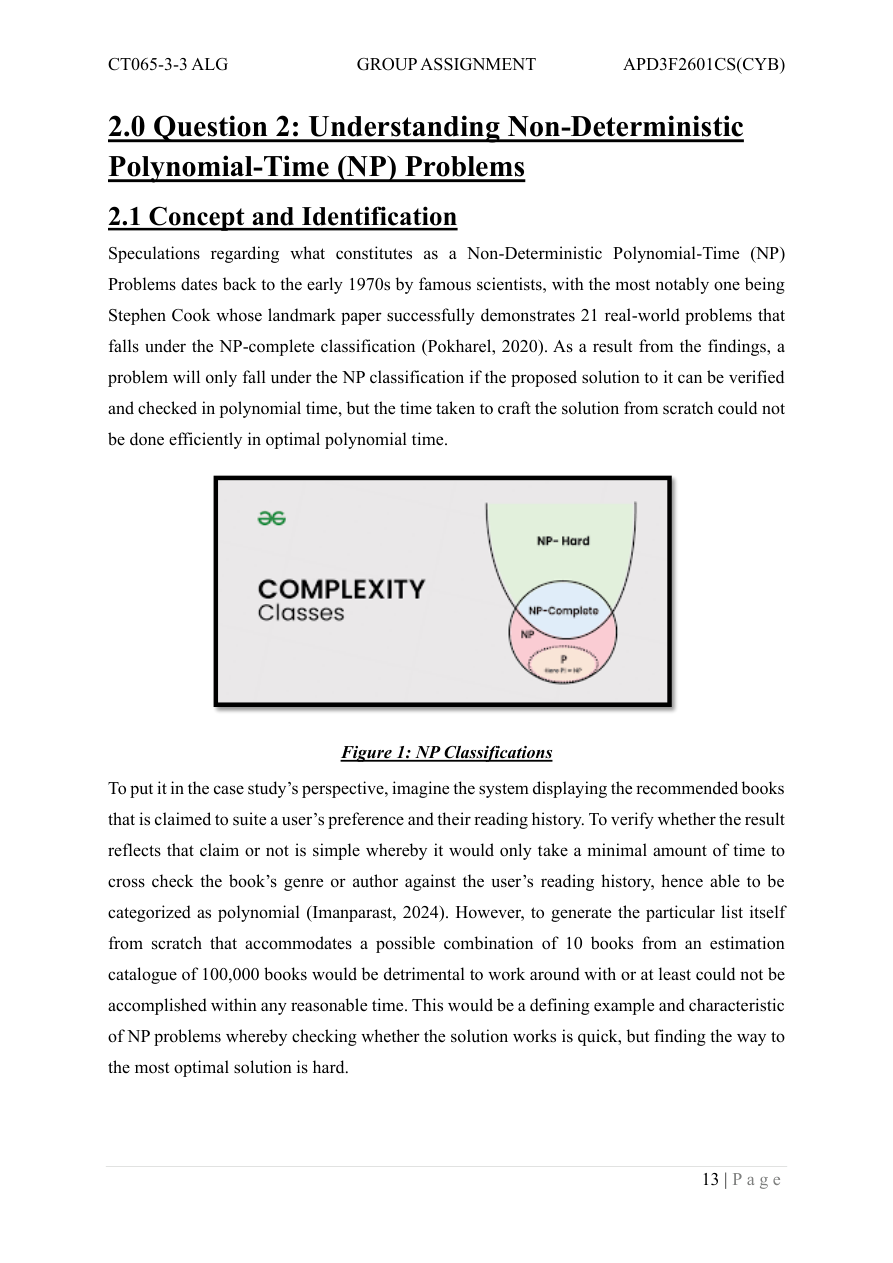 CT065-3-3 ALG GROUP ASSIGNMENT APD3F2601CS(CYB)
2.0 Question 2: Understanding Non-Deterministic
Polynomial-Time (NP) Problems
2.1 Concept and Identification
Speculations regarding what constitutes as a Non-Deterministic Polynomial-Time (NP)
Problems dates back to the early 1970s by famous scientists, with the most notably one being
Stephen Cook whose landmark paper successfully demonstrates 21 real-world problems that
falls under the NP-complete classification (Pokharel, 2020). As a result from the findings, a
problem will only fall under the NP classification if the proposed solution to it can be verified
and checked in polynomial time, but the time taken to craft the solution from scratch could not
be done efficiently in optimal polynomial time.
NP- Hard
COMPLEXITY
Classes
NP-Complete
NP
P
Figure 1: NP Classifications
To put it in the case study’s perspective, imagine the system displaying the recommended books
that is claimed to suite a user’s preference and their reading history. To verify whether the result
reflects that claim or not is simple whereby it would only take a minimal amount of time to
cross check the book’s genre or author against the user’s reading history, hence able to be
categorized as polynomial (Imanparast, 2024). However, to generate the particular list itself
from scratch that accommodates a possible combination of 10 books from an estimation
catalogue of 100,000 books would be detrimental to work around with or at least could not be
accomplished within any reasonable time. This would be a defining example and characteristic
of NP problems whereby checking whether the solution works is quick, but finding the way to
the most optimal solution is hard.
13 | P a g e